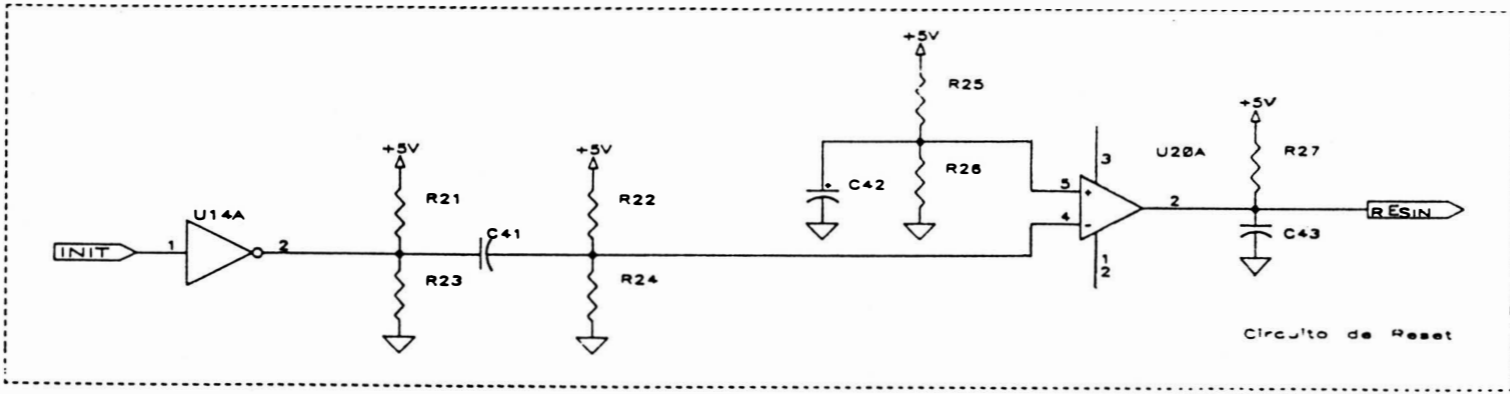 +5V
R25
+5V
3
U20A
R27
+5V
+5V
C42
R26
5
+
2
RESIN
4
-
R21
R22
C43
U14A
1
2
C41
INIT
1
2
R23
R24
Circuito de Reset